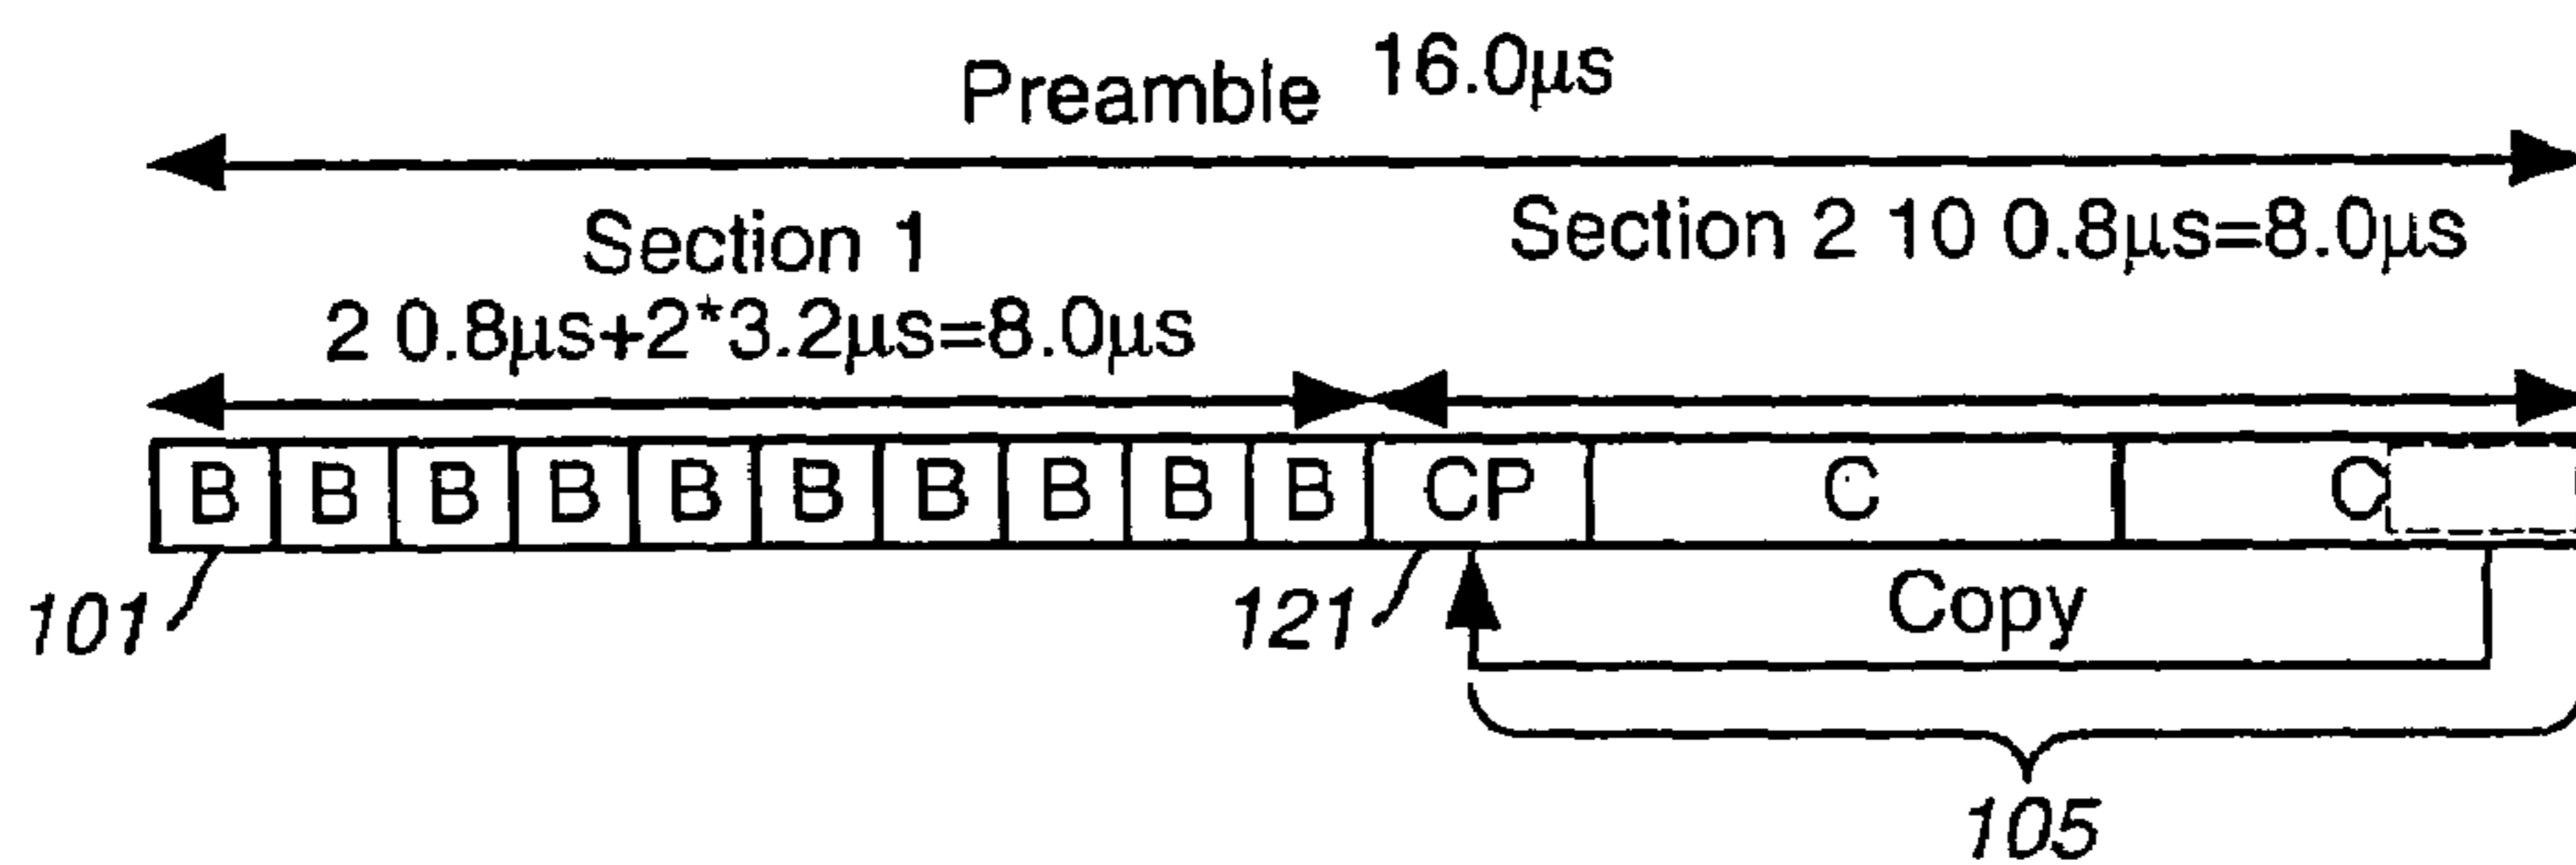 Preamble 16.0μs
Section 1
2 0.8μs+2*3.2μs=8.0μs
Section 2 10 0.8μs=8.0μs
B B B B B B B B B B CP C C
101
121
Copy
105